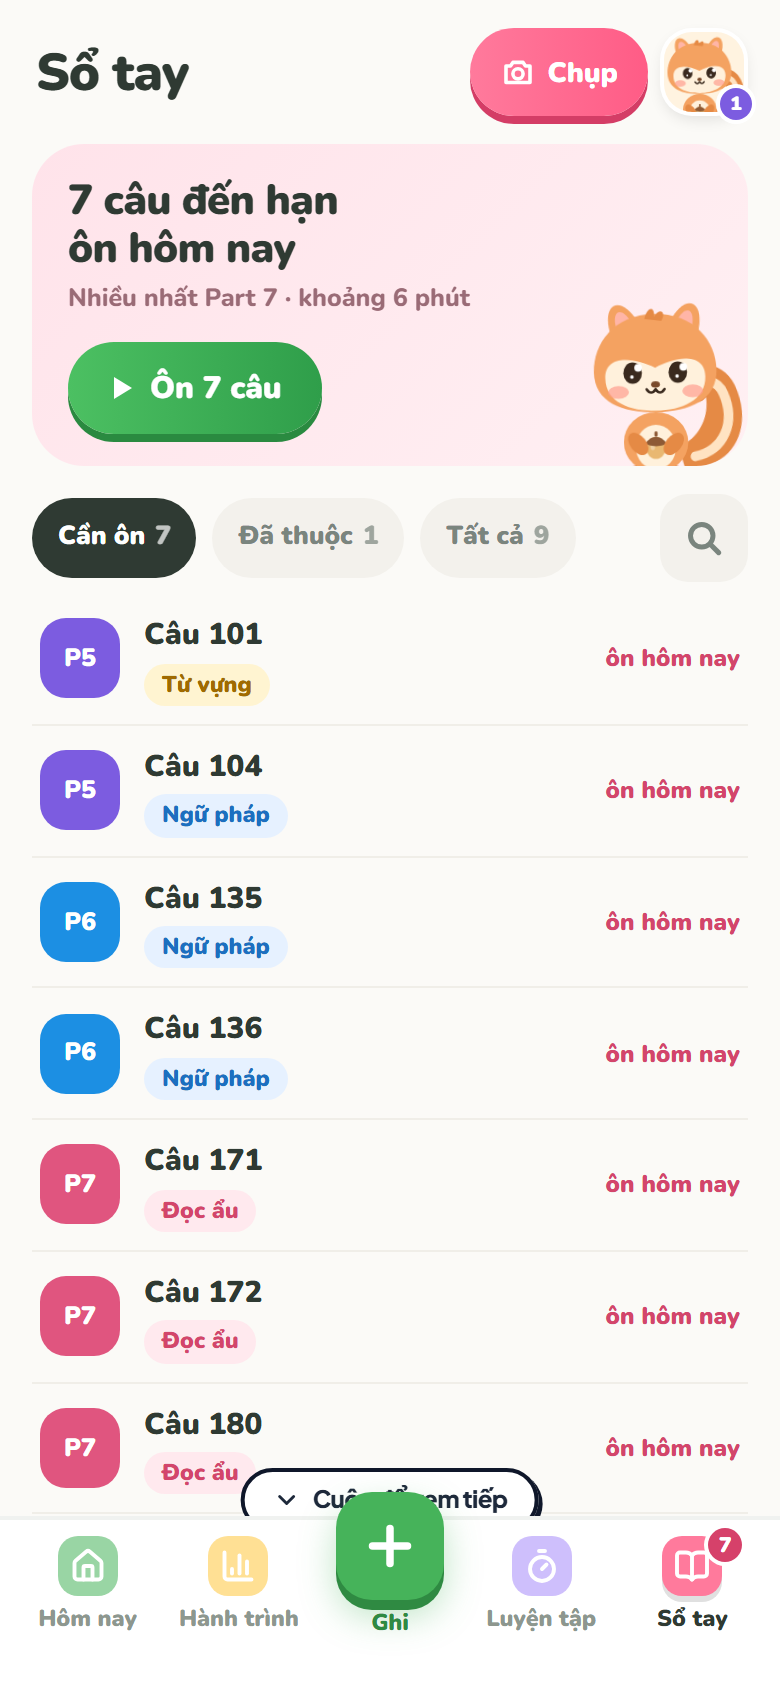 Sổ tay
Chụp
1
7 câu đến hạn
ôn hôm nay
Nhiều nhất Part 7 · khoảng 6 phút
Ôn 7 câu
Cần ôn 7
Đã thuộc 1
Tất cả 9
P5
Câu 101
Từ vựng
ôn hôm nay
P5
Câu 104
Ngữ pháp
ôn hôm nay
P6
Câu 135
Ngữ pháp
ôn hôm nay
P6
Câu 136
Ngữ pháp
ôn hôm nay
P7
Câu 171
Đọc ẩu
ôn hôm nay
P7
Câu 172
Đọc ẩu
ôn hôm nay
P7
Câu 180
Đọc ẩu
ôn hôm nay
tiếp
7
Hôm nay
Hành trình
Ghi
Luyện tập
Sổ tay